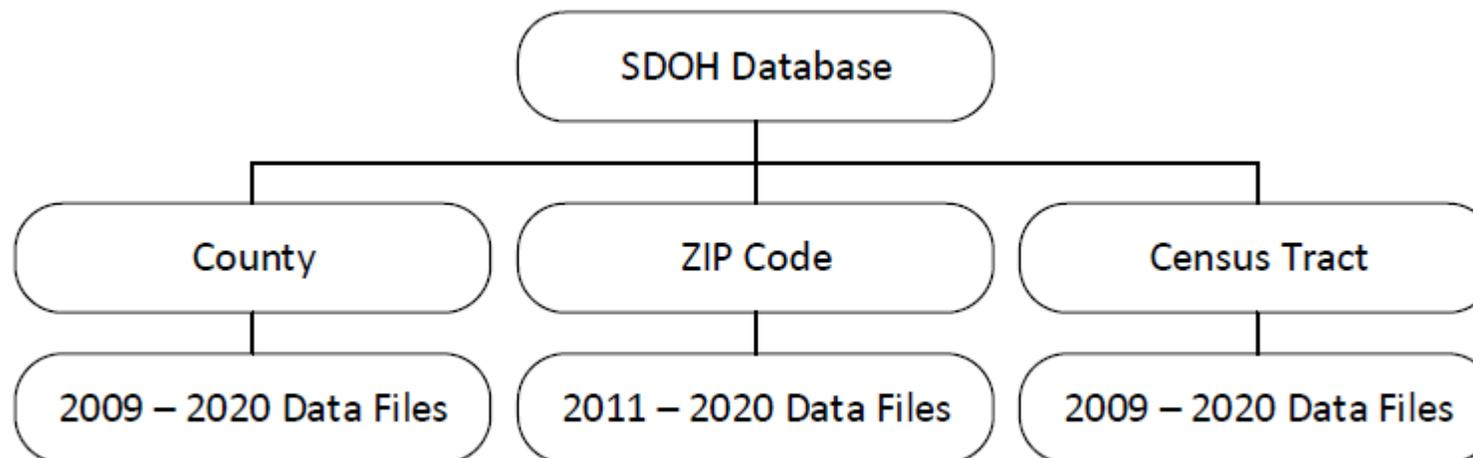 SDOH Database
County
ZIP Code
Census Tract
2009 – 2020 Data Files
2011 – 2020 Data Files
2009 – 2020 Data Files